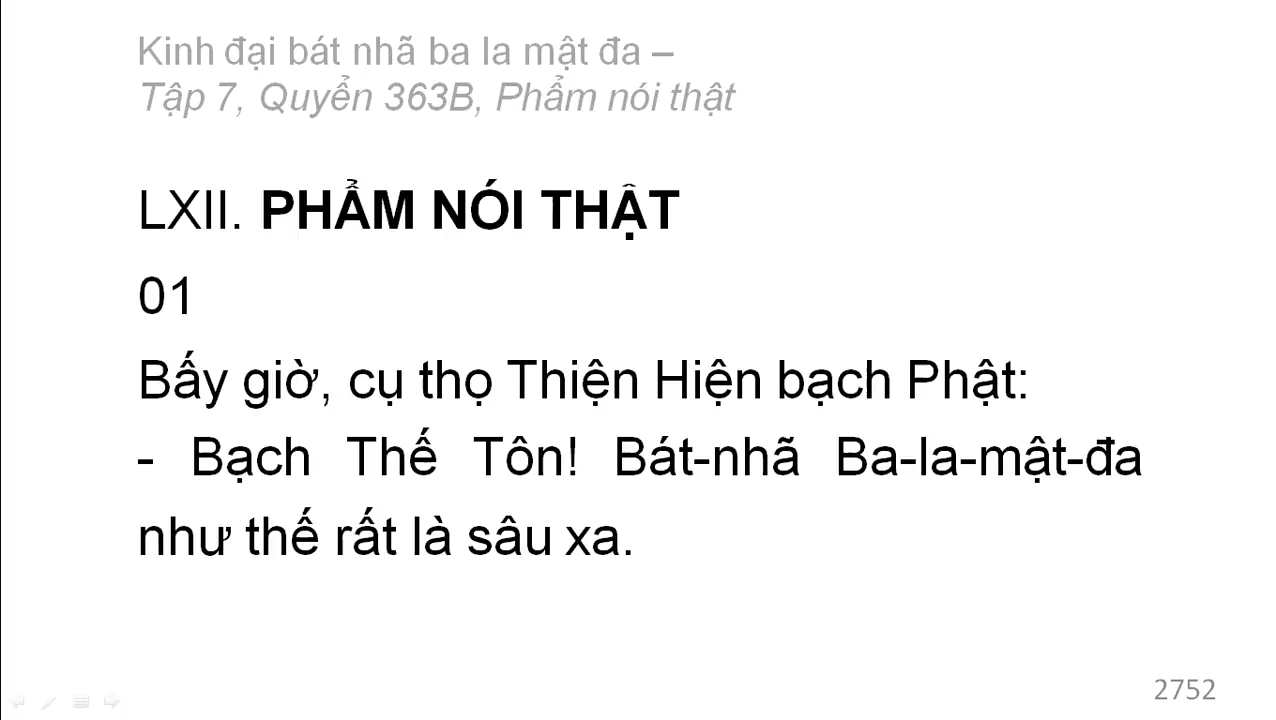 Kinh đại bát nhã ba la mật đa –
Tập 7, Quyển 363B, Phẩm nói thật
LXII. PHẨM NÓI THẬT
01
Bấy giờ, cụ thọ Thiện Hiện bạch Phật:
- Bạch Thế Tôn! Bát-nhã Ba-la-mật-đa
như thế rất là sâu xa.
2752